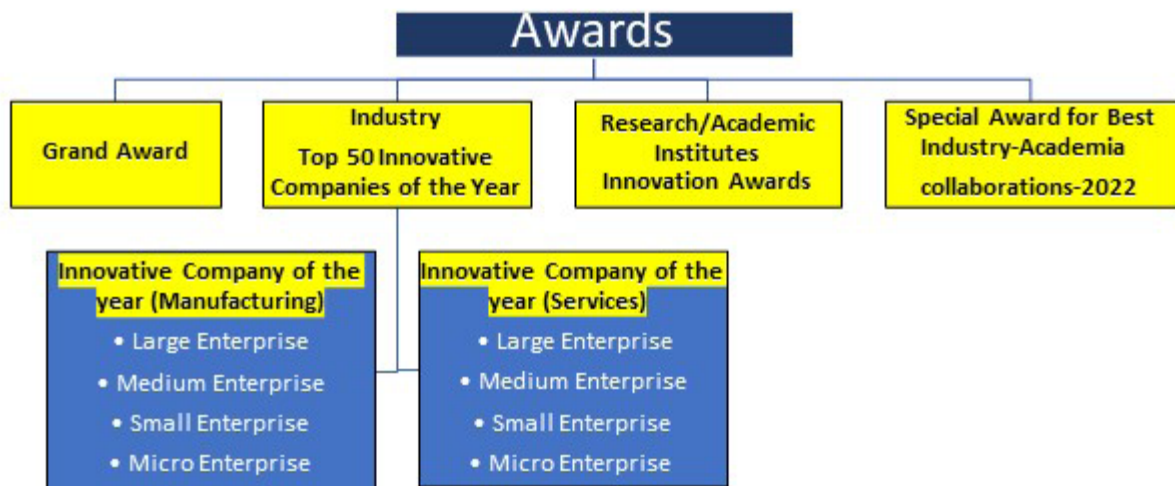 Awards
Grand Award
Industry
Top 50 Innovative
Companies of the Year
Research/Academic
Institutes
Innovation Awards
Special Award for Best
Industry-Academia
collaborations-2022
Innovative Company of the
year (Manufacturing)
• Large Enterprise
• Medium Enterprise
• Small Enterprise
• Micro Enterprise
Innovative Company of the
year (Services)
• Large Enterprise
• Medium Enterprise
• Small Enterprise
• Micro Enterprise